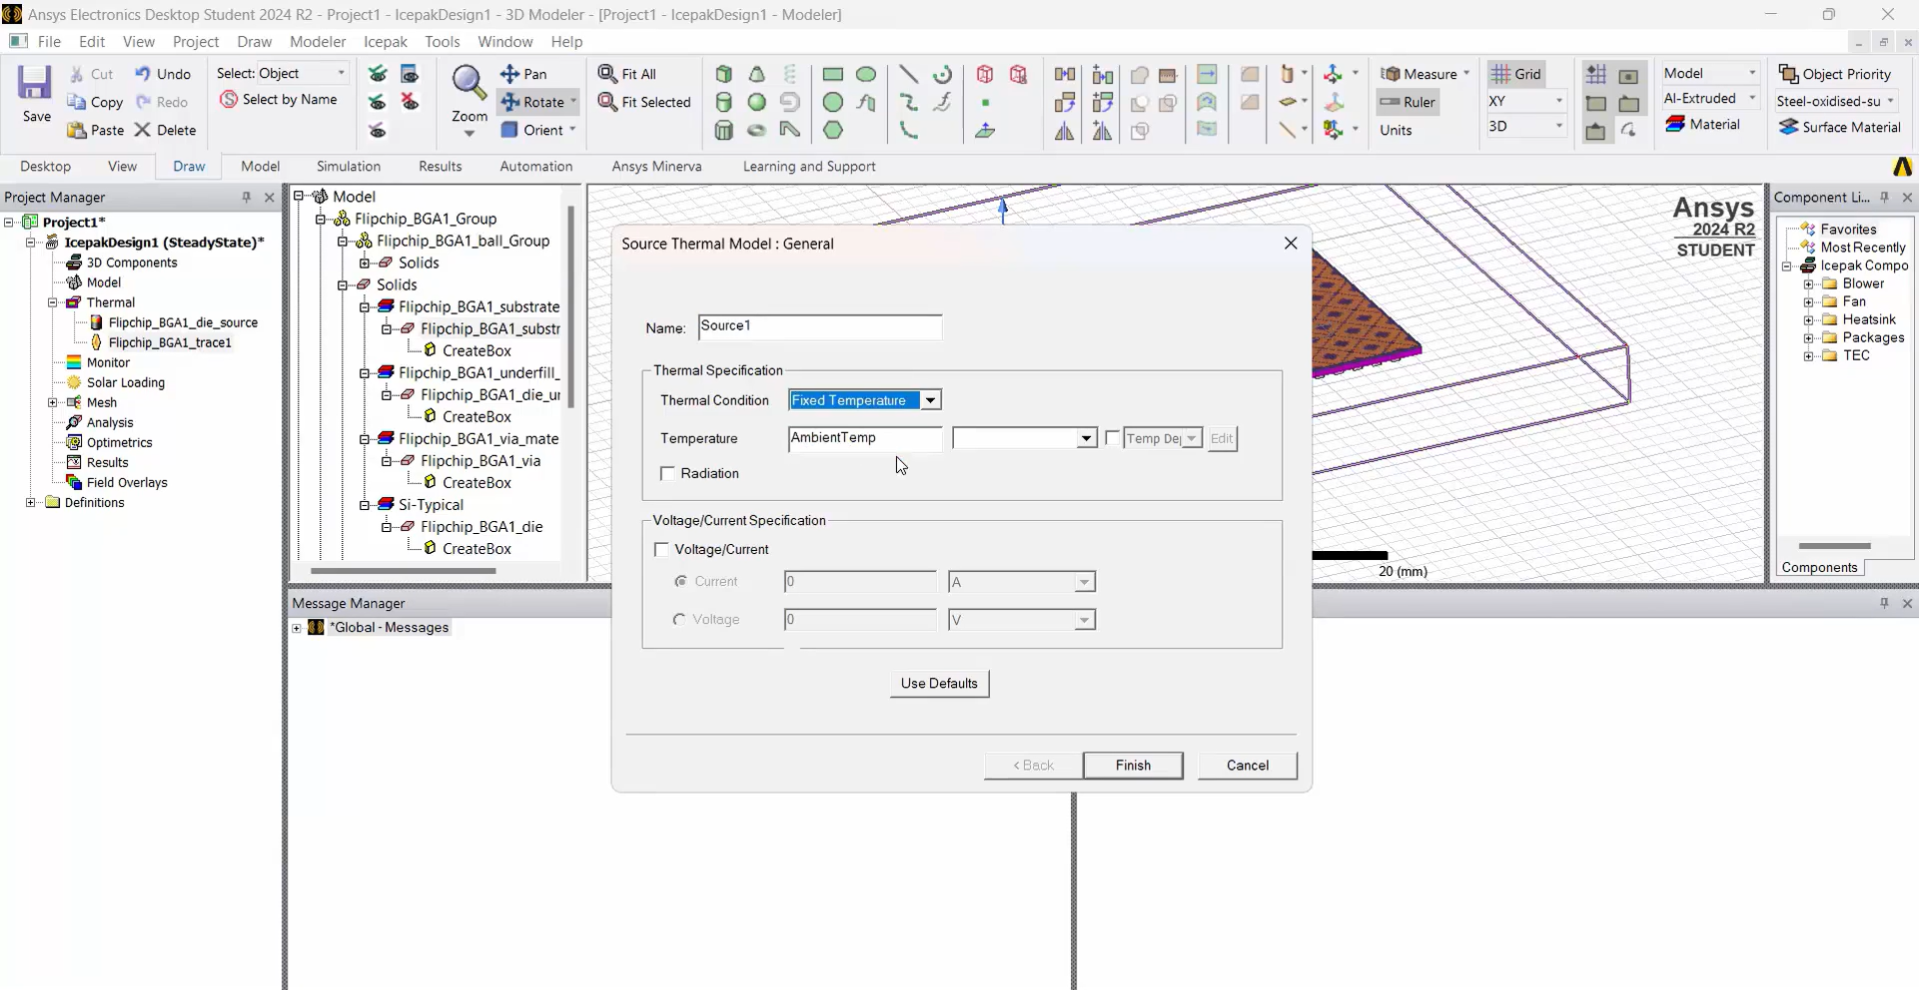 Ansys Electronics Desktop Student 2024 R2 - Project1 - IcepakDesign1 - 3D Modeler - [Project1 - IcepakDesign1 - Modeler]
File Edit View Project Draw Modeler Icepak Tools Window Help
Save
Cut
Copy
Paste
Undo
Redo
Delete
Select: Object
Select by Name
Zoom
Pan
Rotate
Orient
Fit All
Fit Selected
Measure
Ruler
Units
Grid
XY
3D
Model
Al-Extruded
Material
Object Priority
Steel-oxidised-su
Surface Material
Desktop View Draw Model Simulation Results Automation Ansys Minerva Learning and Support
Project Manager
Project1*
IcepakDesign1 (SteadyState)*
3D Components
Model
Thermal
Flipchip_BGA1_die_source
Flipchip_BGA1_trace1
Monitor
Solar Loading
Mesh
Analysis
Optimetrics
Results
Field Overlays
Definitions
Model
Flipchip_BGA1_Group
Flipchip_BGA1_ball_Group
Solids
Solids
Flipchip_BGA1_substrate
Flipchip_BGA1_substr
CreateBox
Flipchip_BGA1_underfill_
Flipchip_BGA1_die_ur
CreateBox
Flipchip_BGA1_via_mate
Flipchip_BGA1_via
CreateBox
Si-Typical
Flipchip_BGA1_die
CreateBox
Ansys
2024 R2
STUDENT
20 (mm)
Source Thermal Model : General
Name: Source1
Thermal Specification
Thermal Condition Fixed Temperature
Temperature AmbientTemp Temp De Edit
Radiation
Voltage/Current Specification
Voltage/Current
Current 0 A
Voltage 0 V
Use Defaults
< Back Finish Cancel
Component Li...
Favorites
Most Recently
Icepak Compo
Blower
Fan
Heatsink
Packages
TEC
Components
Message Manager
*Global - Messages